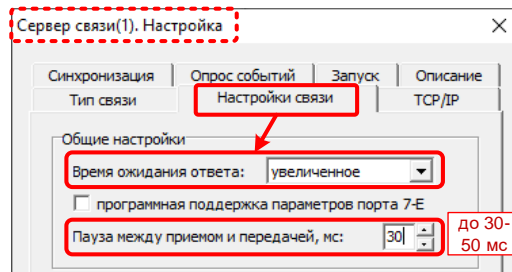 Сервер связи(1). Настройка
Синхронизация Опрос событий Запуск Описание
Тип связи Настройки связи TCP/IP
Общие настройки
Время ожидания ответа: увеличенное
программная поддержка параметров порта 7-Е
Пауза между приемом и передачей, мс: 30
до 30-
50 мс